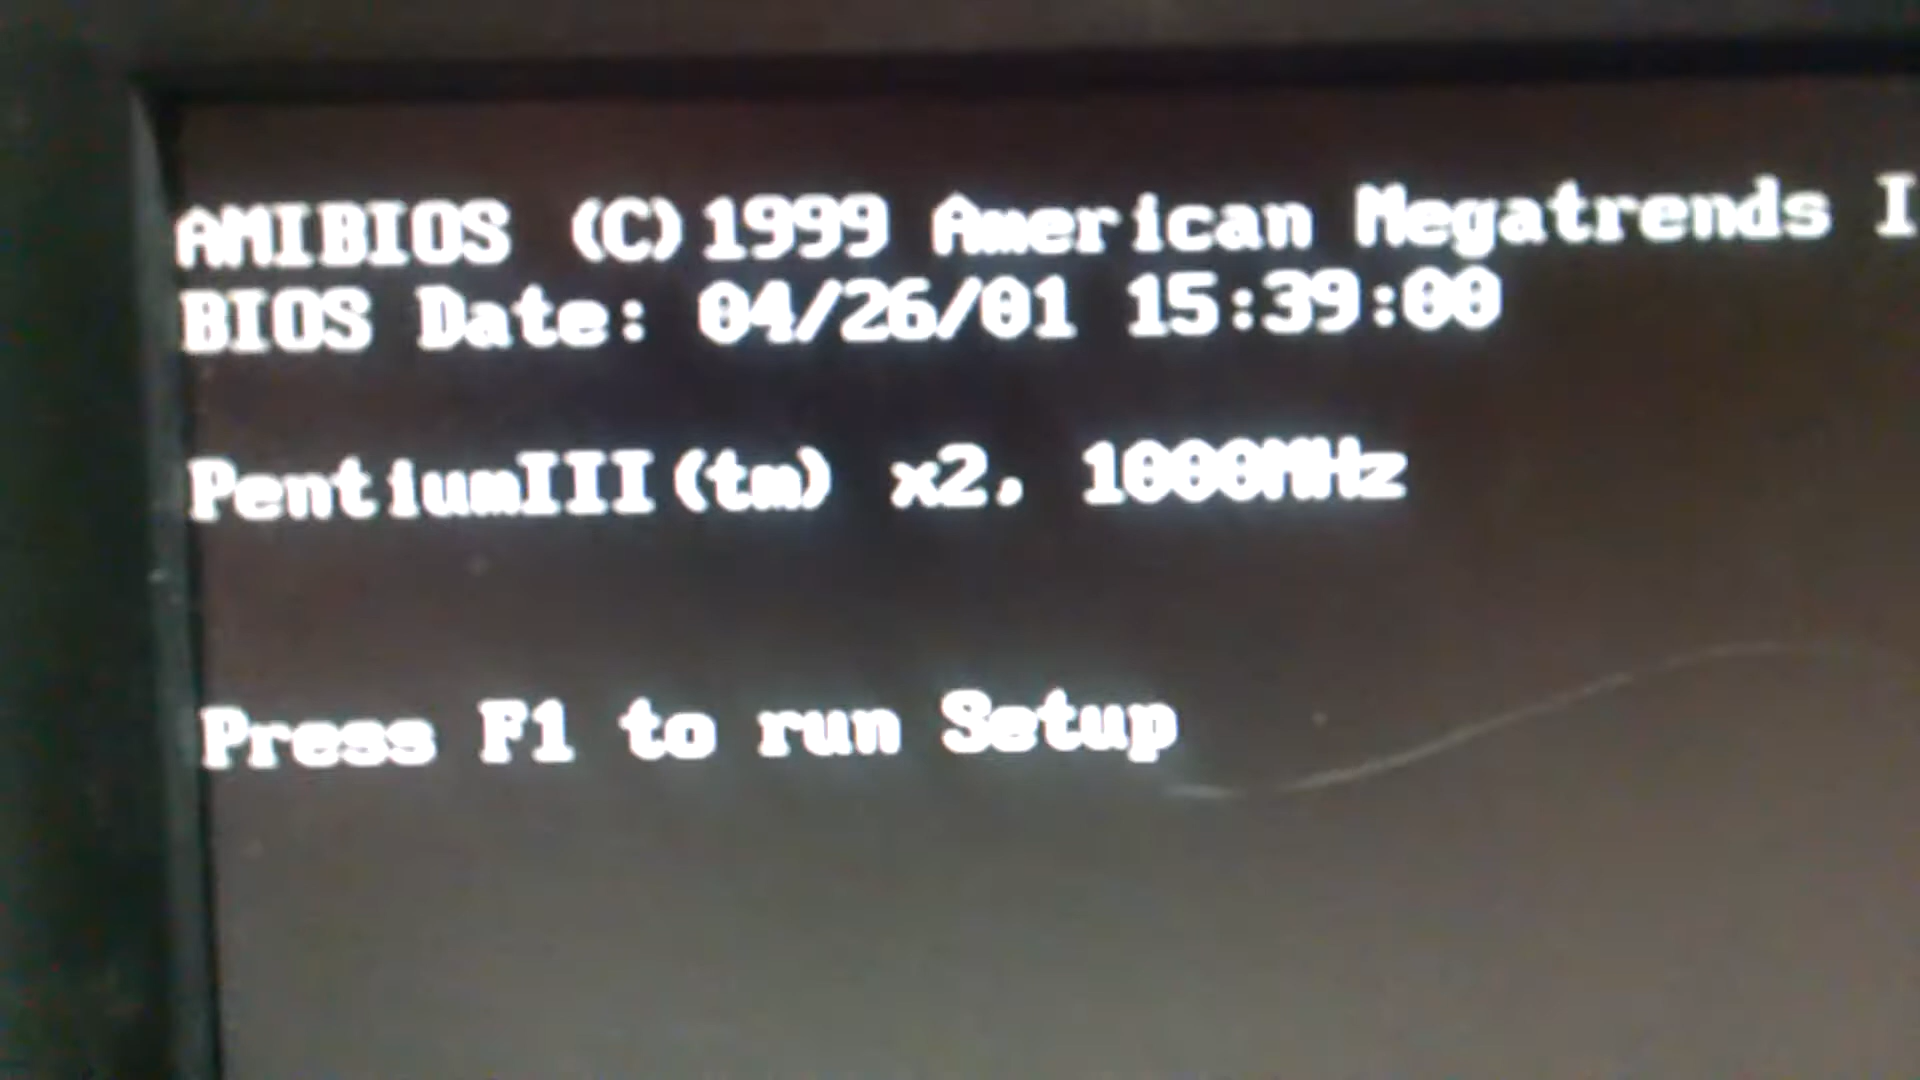 AMIBIOS (C)1999 American Megatrends I
BIOS Date: 04/26/01 15:39:00
PentiumIII(tm) x2, 1000MHz
Press F1 to run Setup